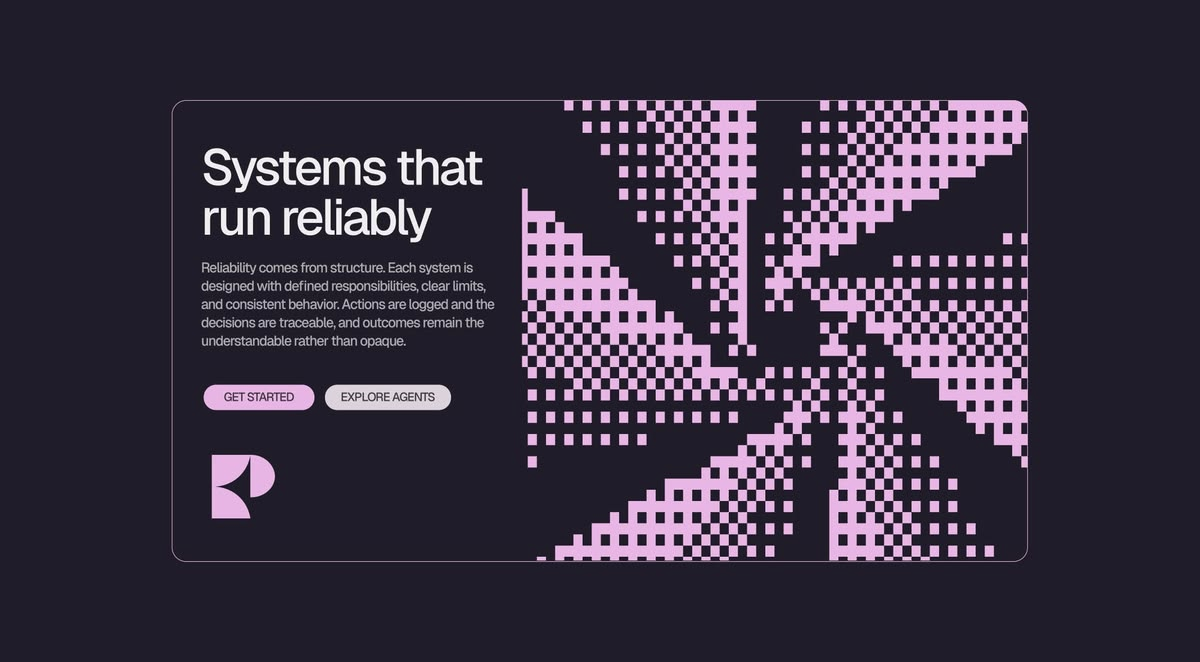 Systems that
run reliably
Reliability comes from structure. Each system is
designed with defined responsibilities, clear limits,
and consistent behavior. Actions are logged and the
decisions are traceable, and outcomes remain the
understandable rather than opaque.
GET STARTED
EXPLORE AGENTS